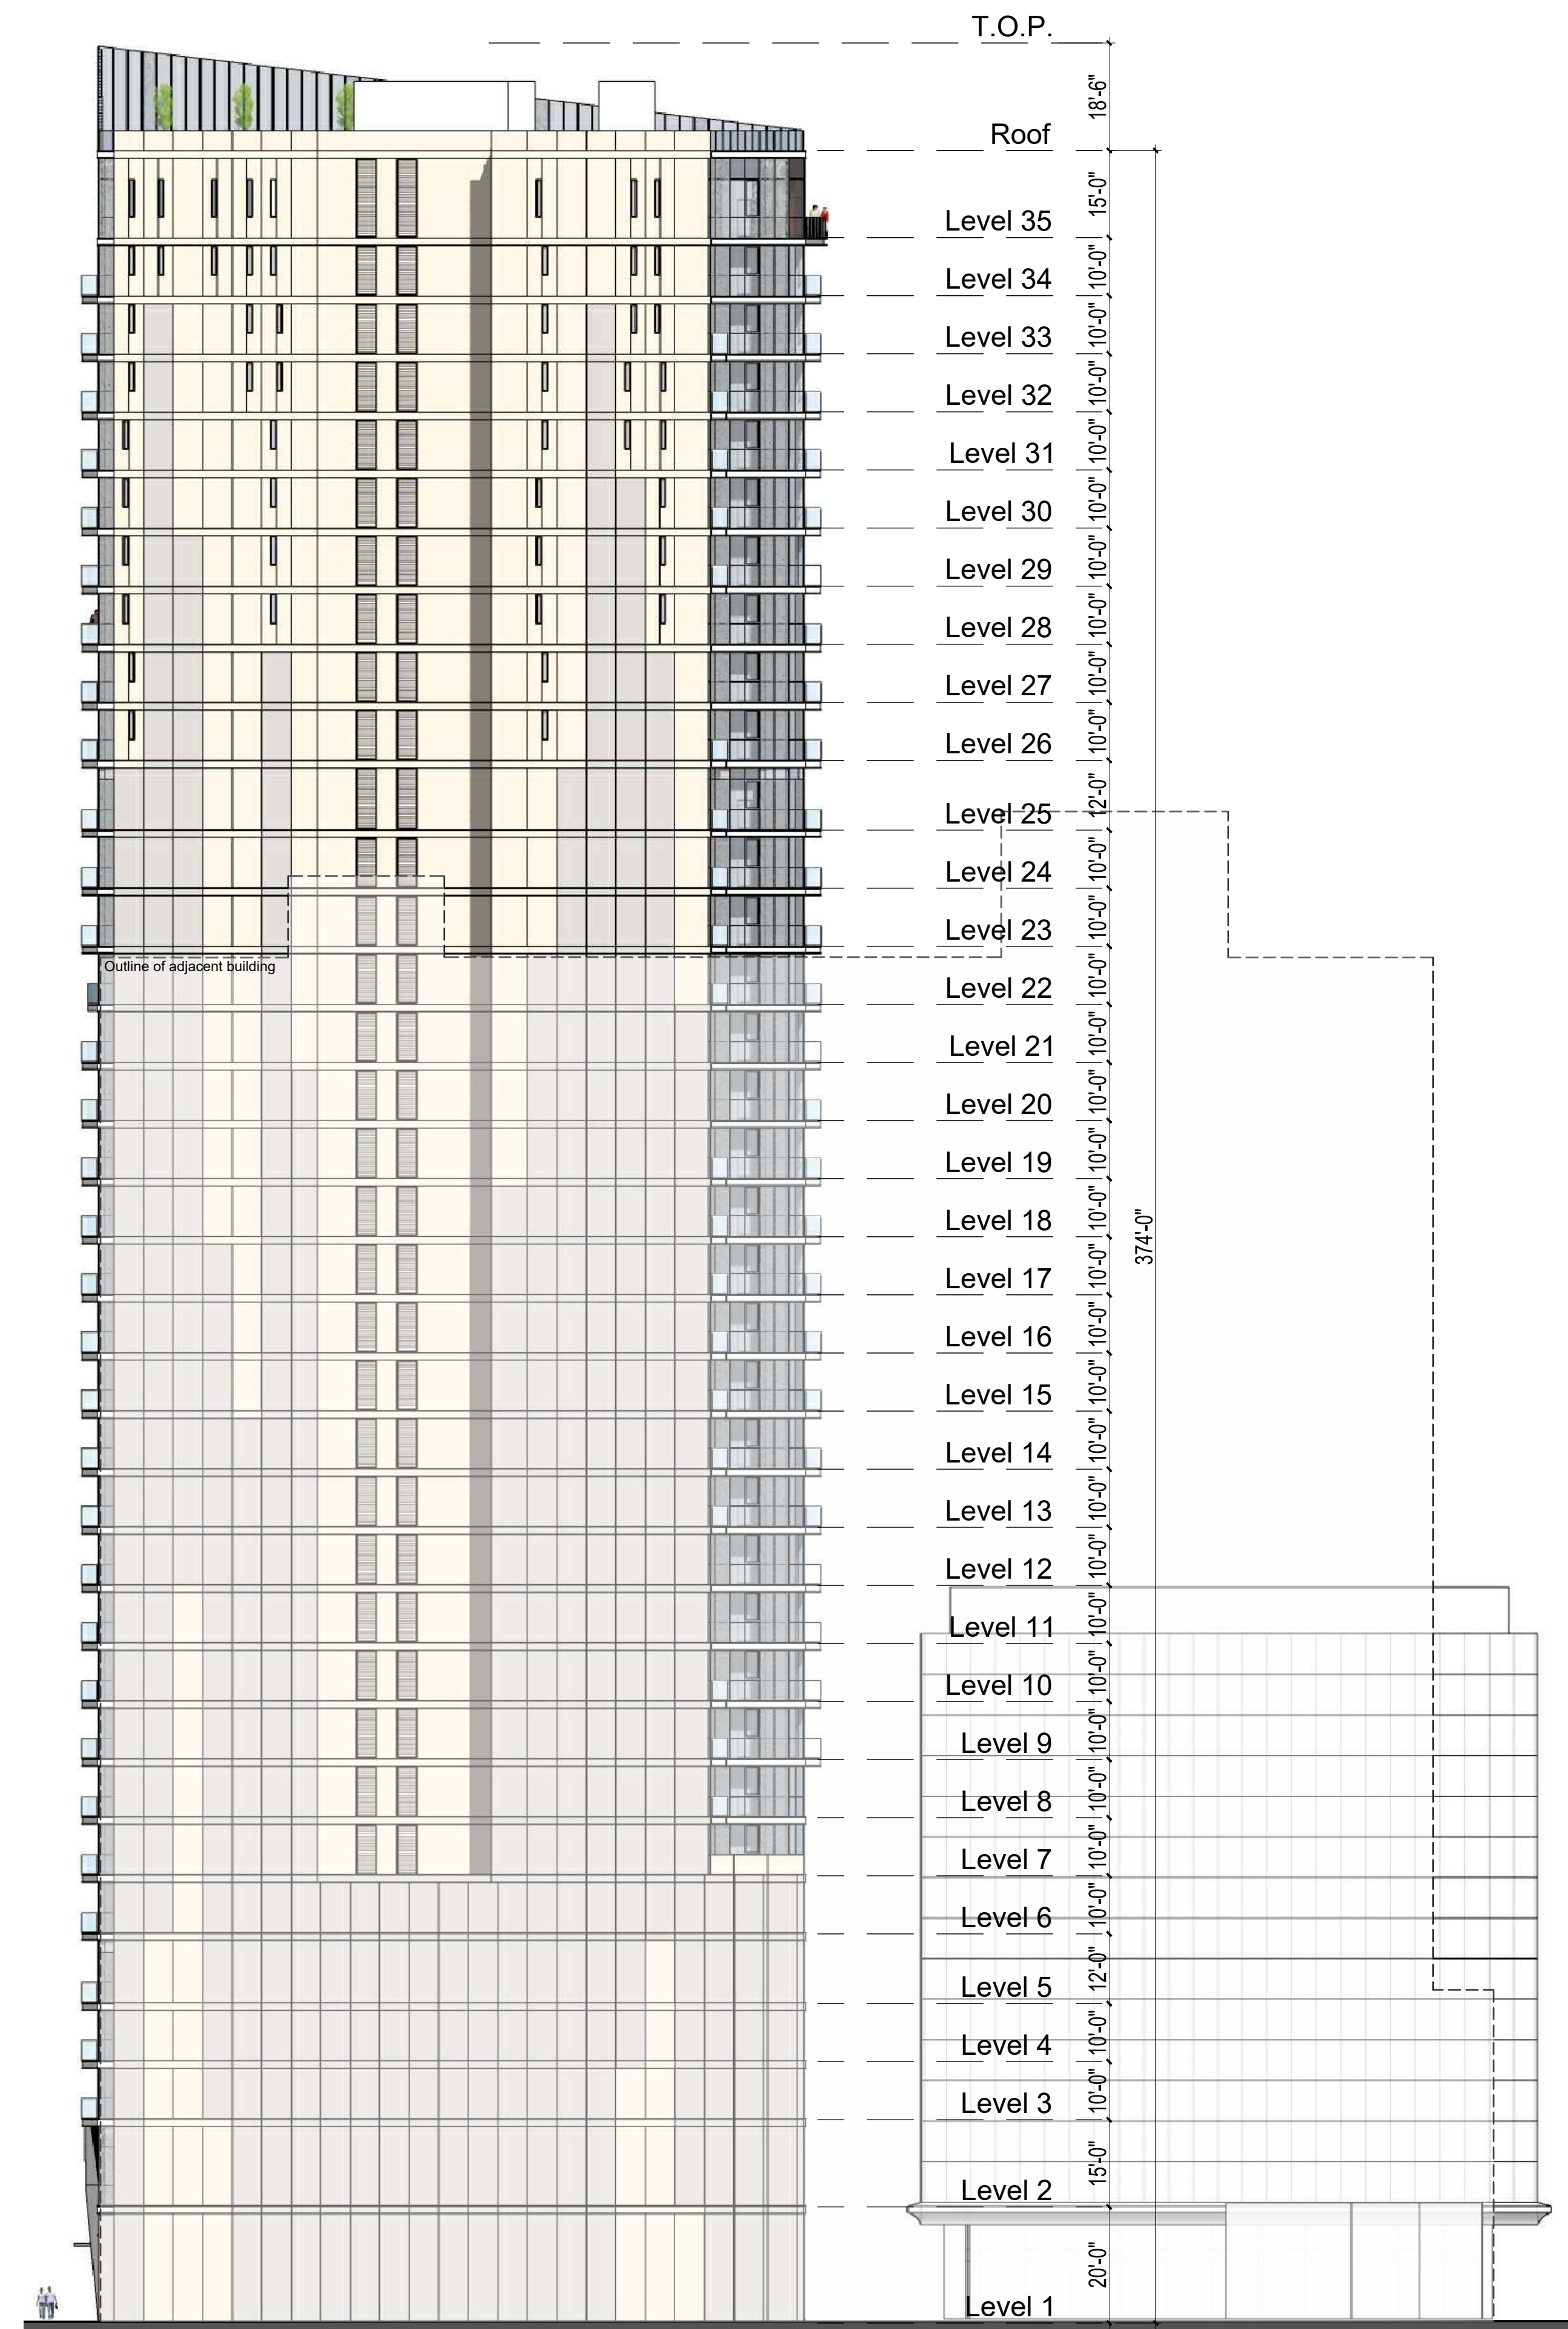 T.O.P.
18'-6"
Roof
15'-0"
Level 35
10'-0"
Level 34
10'-0"
Level 33
10'-0"
Level 32
10'-0"
Level 31
10'-0"
Level 30
10'-0"
Level 29
10'-0"
Level 28
10'-0"
Level 27
10'-0"
Level 26
12'-0"
Level 25
10'-0"
Level 24
10'-0"
Level 23
Outline of adjacent building
10'-0"
Level 22
10'-0"
Level 21
10'-0"
Level 20
10'-0"
Level 19
10'-0"
Level 18
374'-0"
10'-0"
Level 17
10'-0"
Level 16
10'-0"
Level 15
10'-0"
Level 14
10'-0"
Level 13
10'-0"
Level 12
10'-0"
Level 11
10'-0"
Level 10
10'-0"
Level 9
10'-0"
Level 8
10'-0"
Level 7
10'-0"
Level 6
12'-0"
Level 5
10'-0"
Level 4
10'-0"
Level 3
15'-0"
Level 2
20'-0"
Level 1